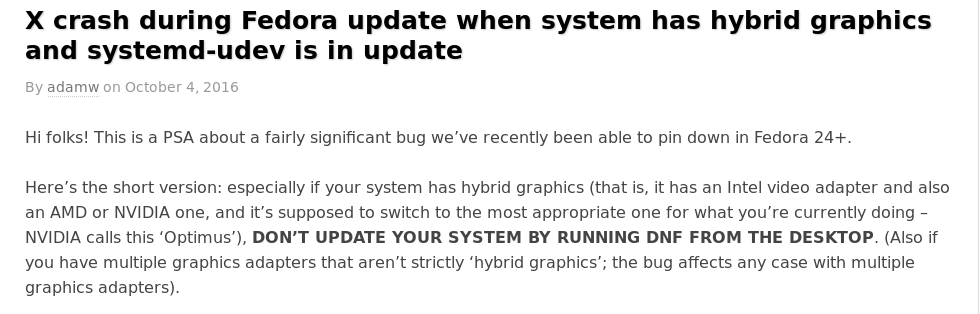 X crash during Fedora update when system has hybrid graphics
and systemd-udev is in update
By adamw on October 4, 2016
Hi folks! This is a PSA about a fairly significant bug we’ve recently been able to pin down in Fedora 24+.
Here’s the short version: especially if your system has hybrid graphics (that is, it has an Intel video adapter and also
an AMD or NVIDIA one, and it’s supposed to switch to the most appropriate one for what you’re currently doing –
NVIDIA calls this ‘Optimus’), DON’T UPDATE YOUR SYSTEM BY RUNNING DNF FROM THE DESKTOP. (Also if
you have multiple graphics adapters that aren’t strictly ‘hybrid graphics’; the bug affects any case with multiple
graphics adapters).